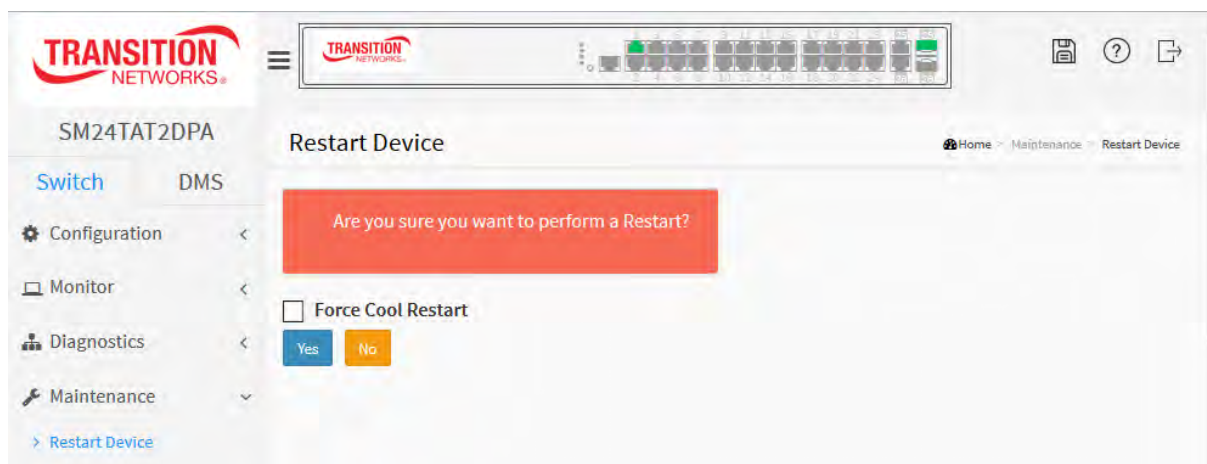 TRANSITION
NETWORKS®
TRANSITION
NETWORKS
SM24TAT2DPA
Switch DMS
Configuration
Monitor
Diagnostics
Maintenance
Restart Device
Restart Device
Home > Maintenance > Restart Device
Are you sure you want to perform a Restart?
Force Cool Restart
Yes No